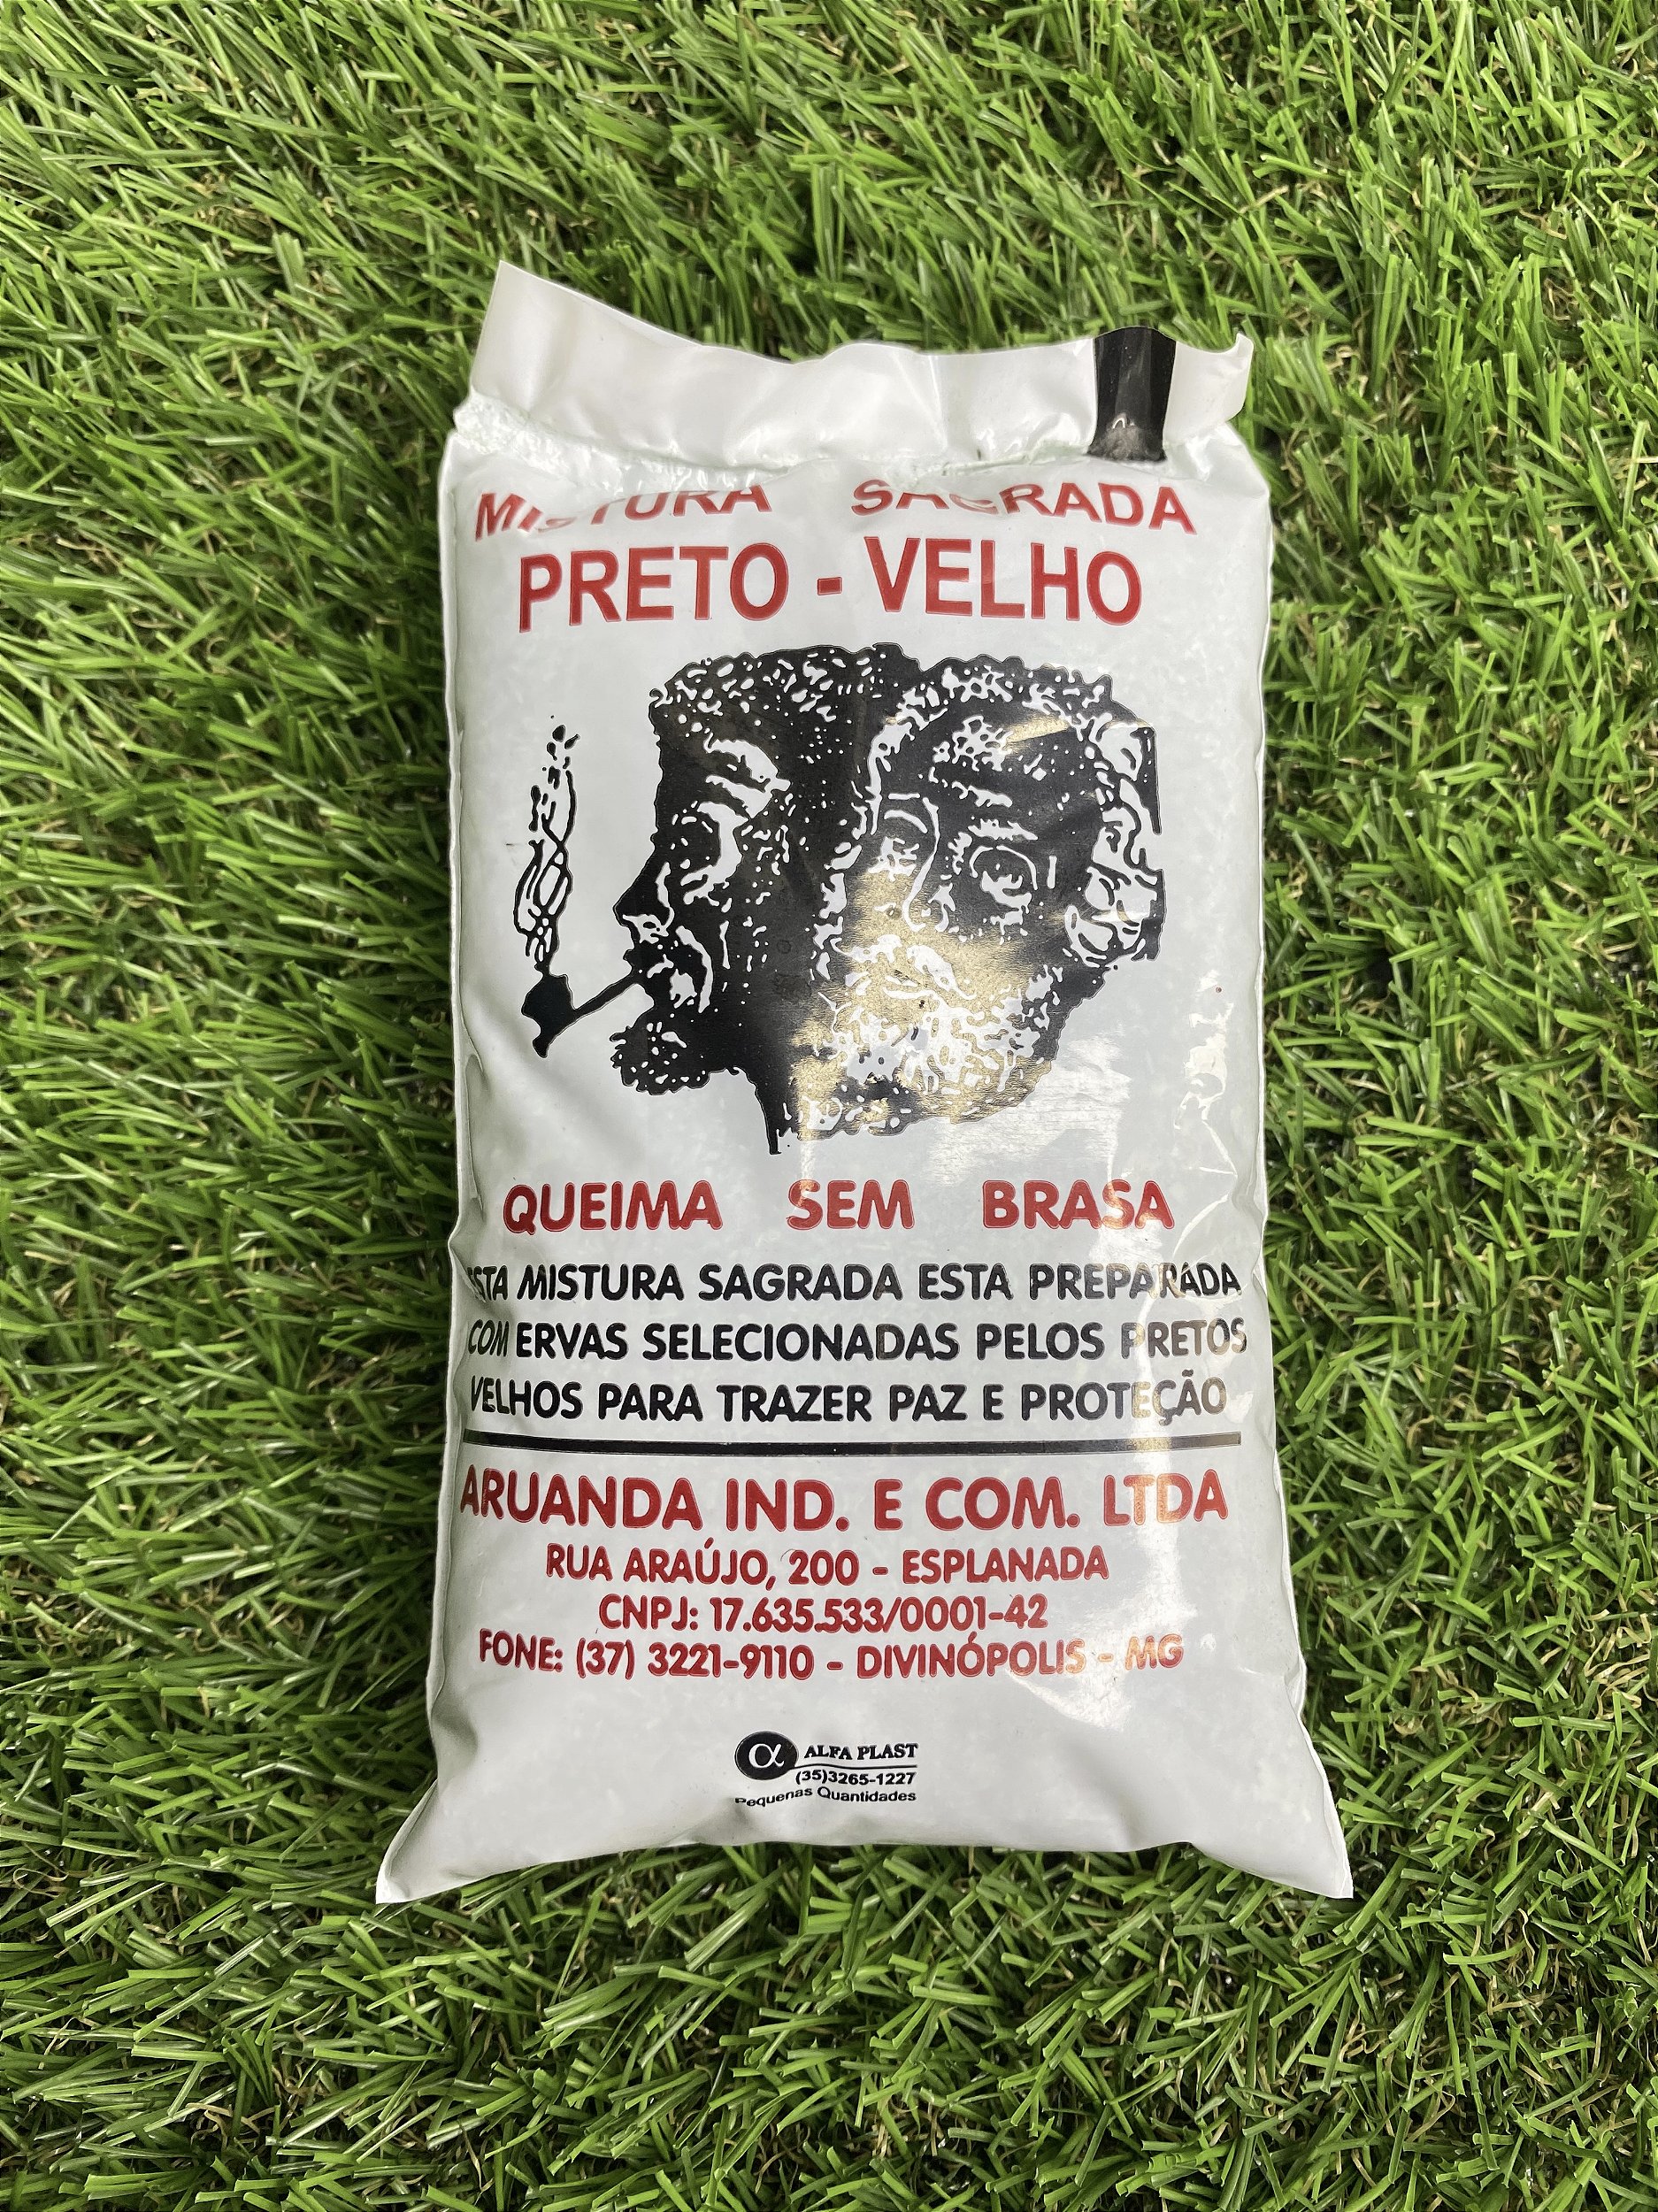 MISTURA SAGRADA
PRETO - VELHO
QUEIMA SEM BRASA
ESTA MISTURA SAGRADA ESTA PREPARADA
COM ERVAS SELECIONADAS PELOS PRETOS
VELHOS PARA TRAZER PAZ E PROTEÇÃO
ARUANDA IND. E COM. LTDA
RUA ARAÚJO, 200 - ESPLANADA
CNPJ: 17.635.533/0001-42
FONE: (37) 3221-9110 - DIVINÓPOLIS - MG
α ALFA PLAST
(35)3265-1227
Pequenas Quantidades